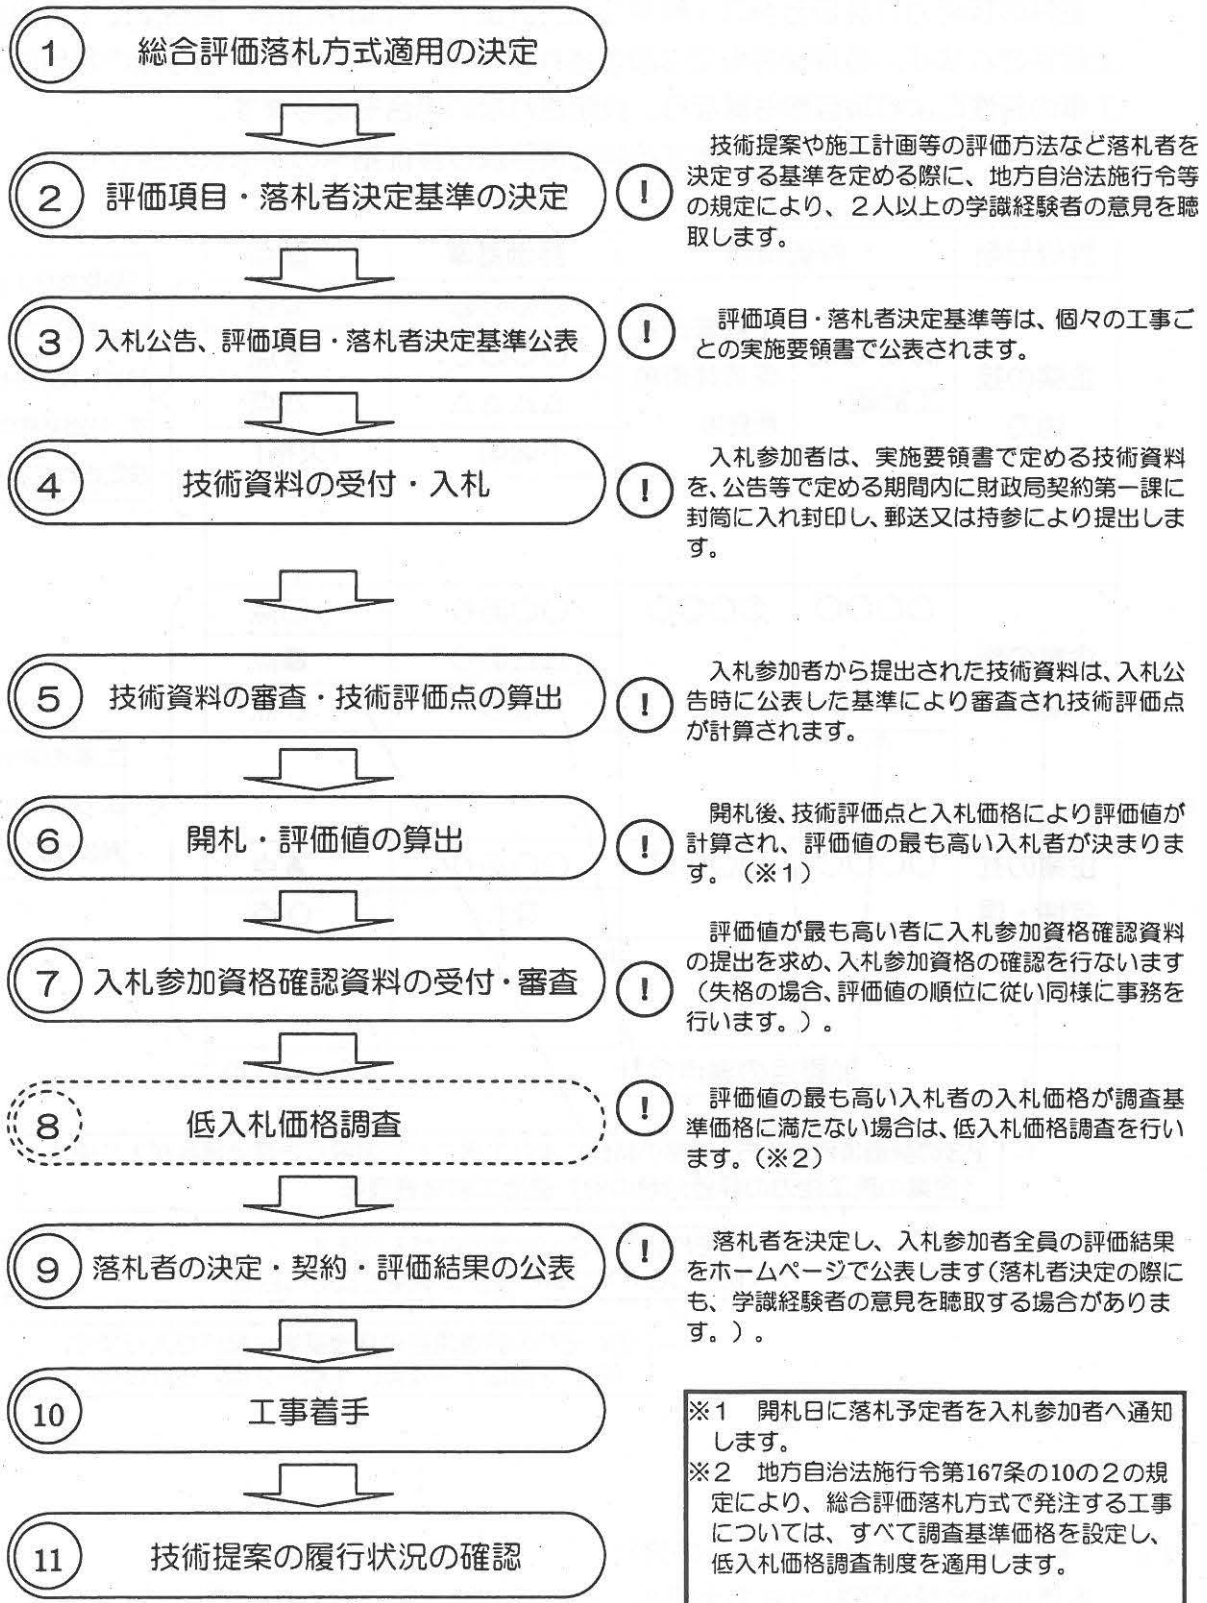 1 総合評価落札方式適用の決定
2 評価項目・落札者決定基準の決定
! 技術提案や施工計画等の評価方法など落札者を
決定する基準を定める際に、地方自治法施行令等
の規定により、２人以上の学識経験者の意見を聴
取します。
3 入札公告、評価項目・落札者決定基準公表
! 評価項目・落札者決定基準等は、個々の工事ご
との実施要領書で公表されます。
4 技術資料の受付・入札
! 入札参加者は、実施要領書で定める技術資料
を、公告等で定める期間内に財政局契約第一課に
封筒に入れ封印し、郵送又は持参により提出しま
す。
5 技術資料の審査・技術評価点の算出
! 入札参加者から提出された技術資料は、入札公
告時に公表した基準により審査され技術評価点
が計算されます。
6 開札・評価値の算出
! 開札後、技術評価点と入札価格により評価値が
計算され、評価値の最も高い入札者が決まりま
す。（※１）
7 入札参加資格確認資料の受付・審査
! 評価値が最も高い者に入札参加資格確認資料
の提出を求め、入札参加資格の確認を行ないます
（失格の場合、評価値の順位に従い同様に事務を
行います。）。
8 低入札価格調査
! 評価値の最も高い入札者の入札価格が調査基
準価格に満たない場合は、低入札価格調査を行い
ます。（※２）
9 落札者の決定・契約・評価結果の公表
! 落札者を決定し、入札参加者全員の評価結果
をホームページで公表します（落札者決定の際に
も、学識経験者の意見を聴取する場合がありま
す。）。
10 工事着手
11 技術提案の履行状況の確認
※１　開札日に落札予定者を入札参加者へ通知
します。
※２　地方自治法施行令第167条の10の２の規
定により、総合評価落札方式で発注する工事
については、すべて調査基準価格を設定し、
低入札価格調査制度を適用します。